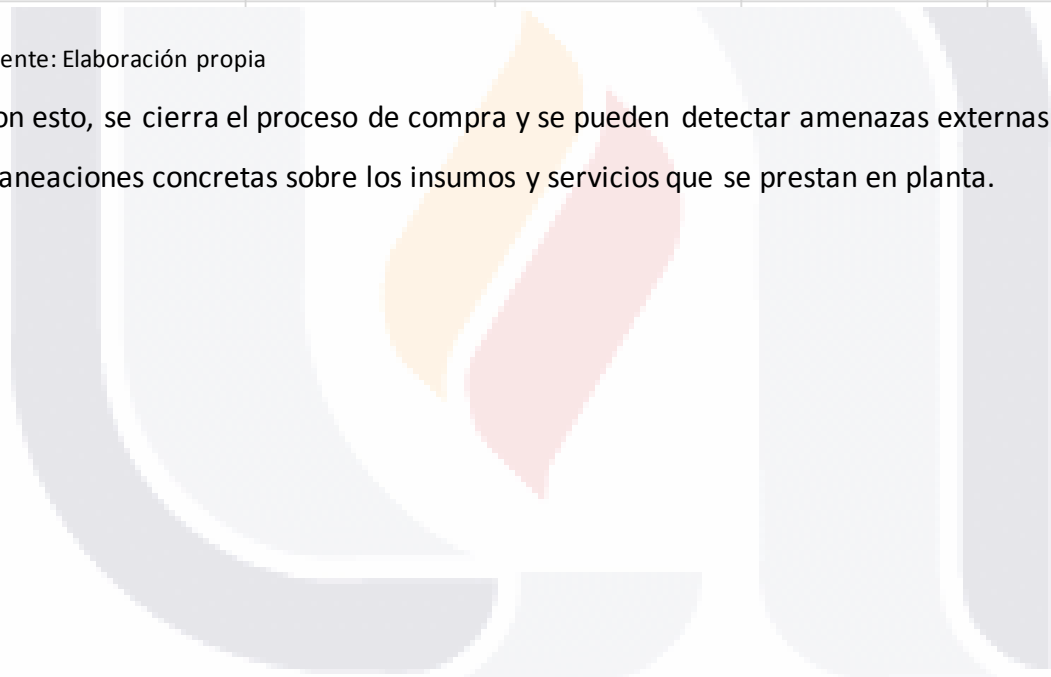 ente: Elaboración propia
on esto, se cierra el proceso de compra y se pueden detectar amenazas externas
aneaciones concretas sobre los insumos y servicios que se prestan en planta.